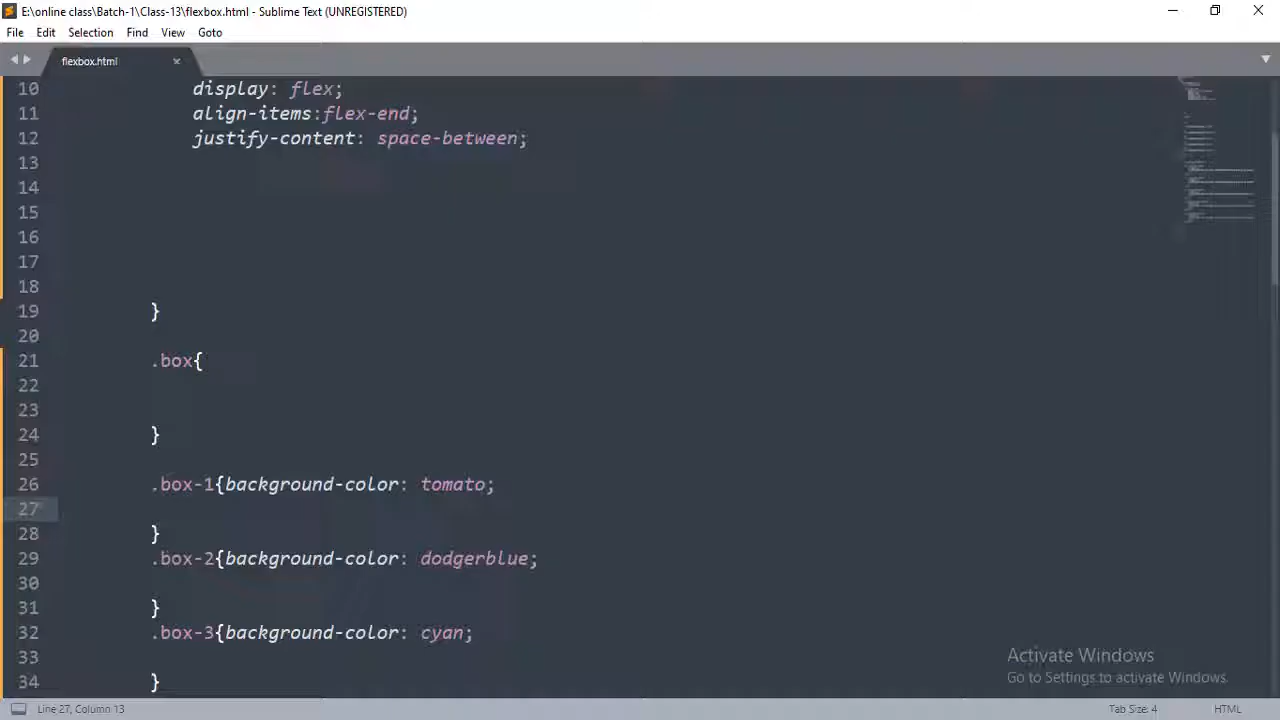 E:\online class\Batch-1\Class-13\flexbox.html - Sublime Text (UNREGISTERED)
File Edit Selection Find View Goto
flexbox.html
10 display: flex;
11 align-items:flex-end;
12 justify-content: space-between;
13
14
15
16
17
18
19 }
20
21 .box{
22
23
24 }
25
26 .box-1{background-color: tomato;
27
28 }
29 .box-2{background-color: dodgerblue;
30
31 }
32 .box-3{background-color: cyan;
33
34 }
Activate Windows
Go to Settings to activate Windows.
Line 27, Column 13 Tab Size: 4 HTML